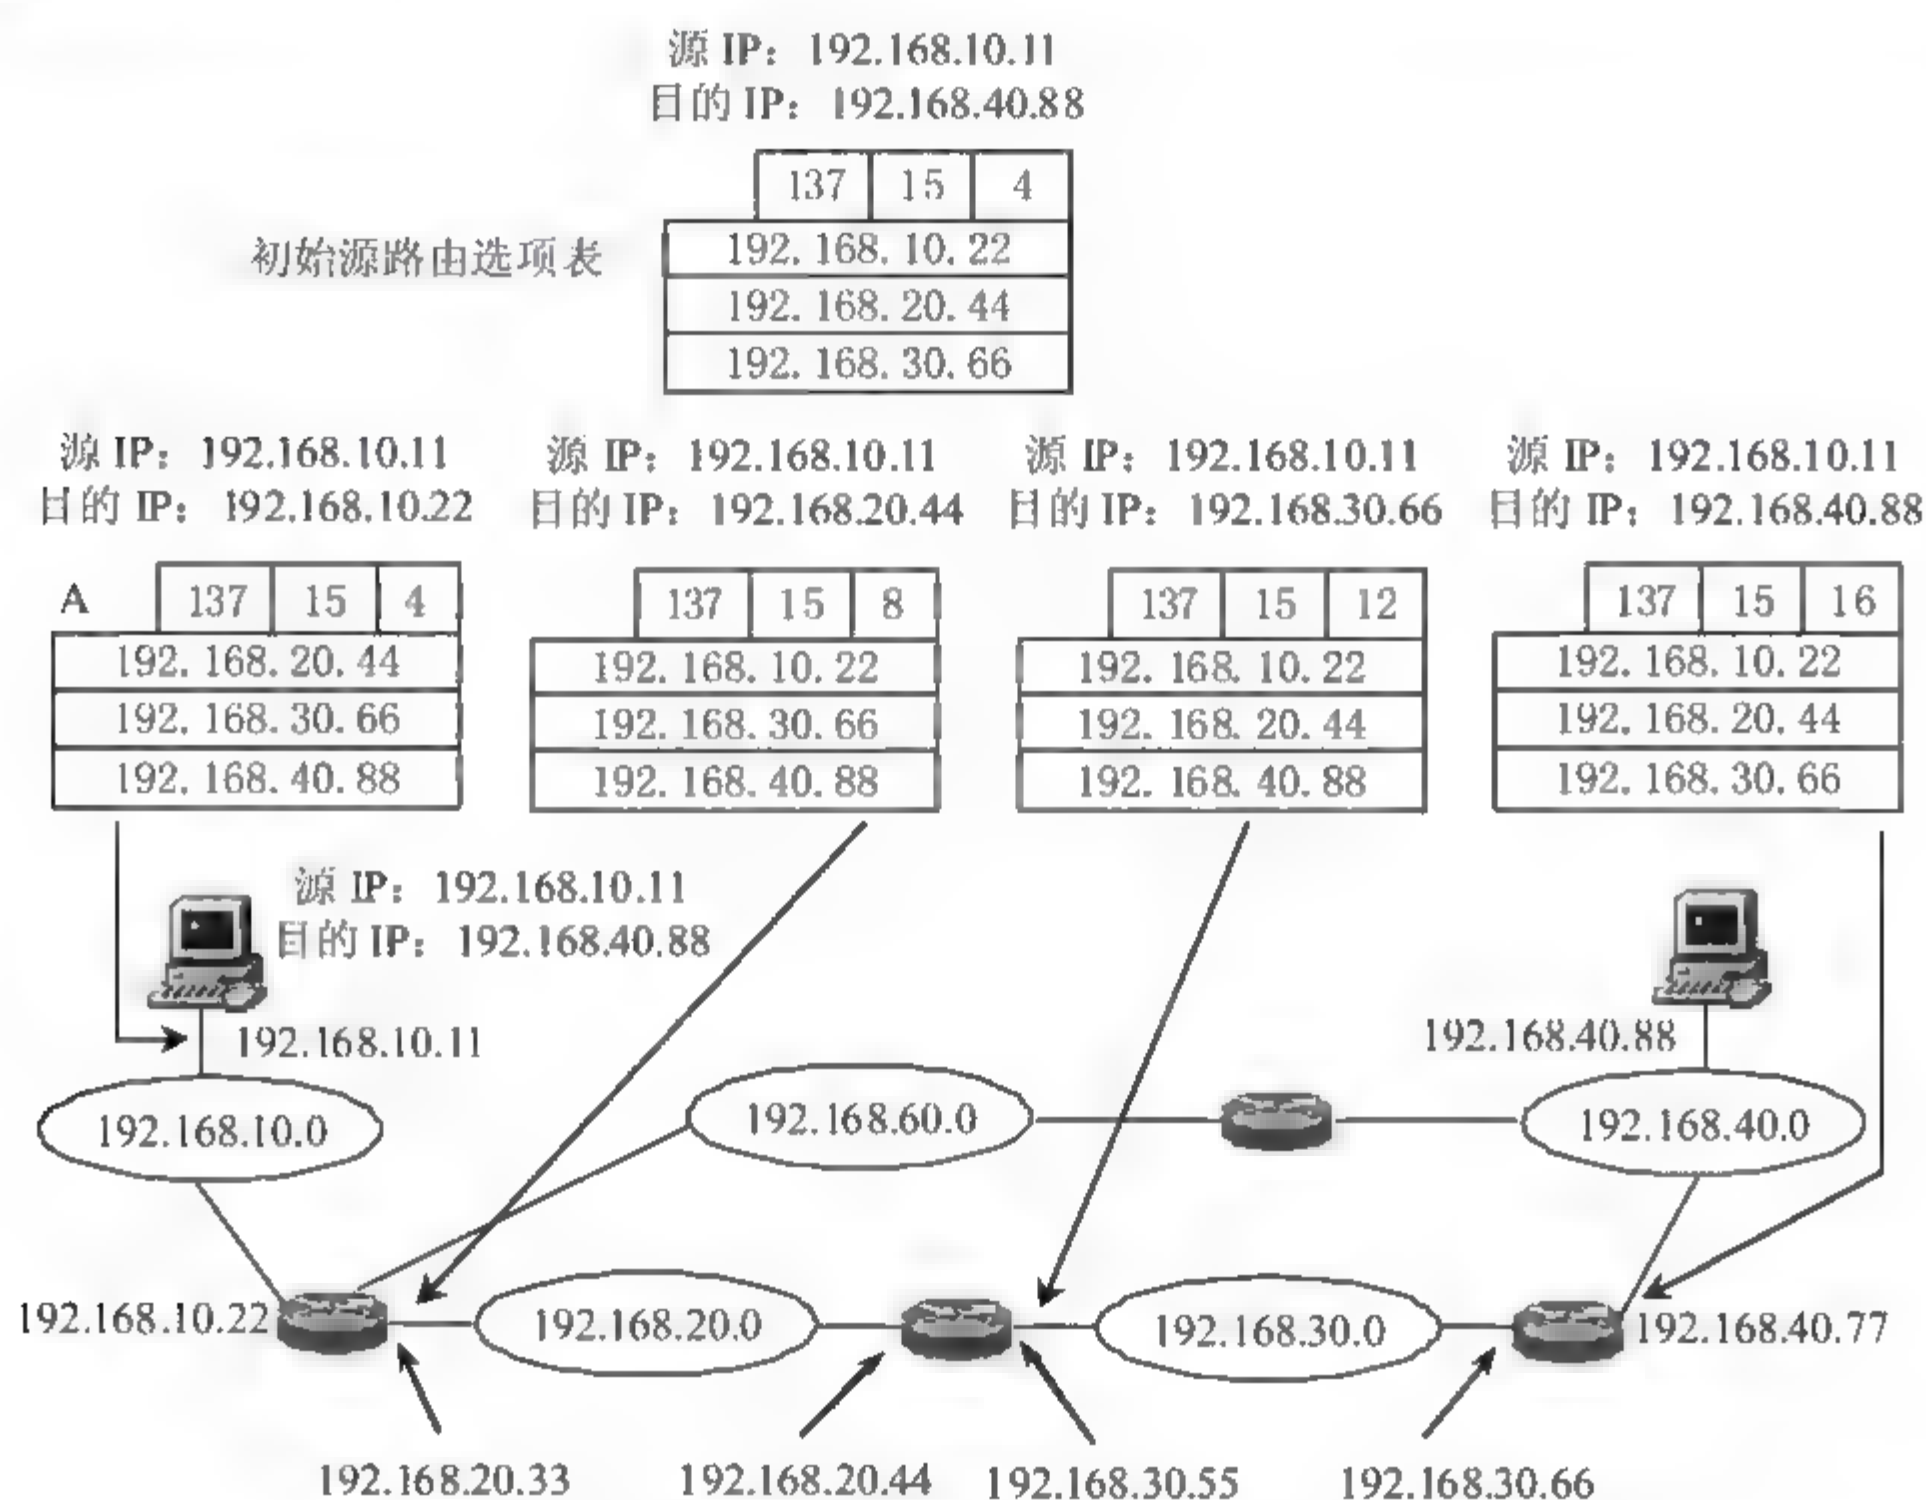 源 IP：192.168.10.11
目的 IP：192.168.40.88
137 15 4
初始源路由选项表
192. 168. 10. 22
192. 168. 20. 44
192. 168. 30. 66
源 IP：192.168.10.11
目的 IP：192.168.10.22
A
137 15 4
192. 168. 20. 44
192. 168. 30. 66
192. 168. 40. 88
源 IP：192.168.10.11
目的 IP：192.168.20.44
137 15 8
192. 168. 10. 22
192. 168. 30. 66
192. 168. 40. 88
源 IP：192.168.10.11
目的 IP：192.168.30.66
137 15 12
192. 168. 10. 22
192. 168. 20. 44
192. 168. 40. 88
源 IP：192.168.10.11
目的 IP：192.168.40.88
137 15 16
192. 168. 10. 22
192. 168. 20. 44
192. 168. 30. 66
源 IP：192.168.10.11
目的 IP：192.168.40.88
192.168.10.11
192.168.40.88
192.168.10.0
192.168.60.0
192.168.40.0
192.168.10.22
192.168.20.0
192.168.30.0
192.168.40.77
192.168.20.33
192.168.20.44
192.168.30.55
192.168.30.66